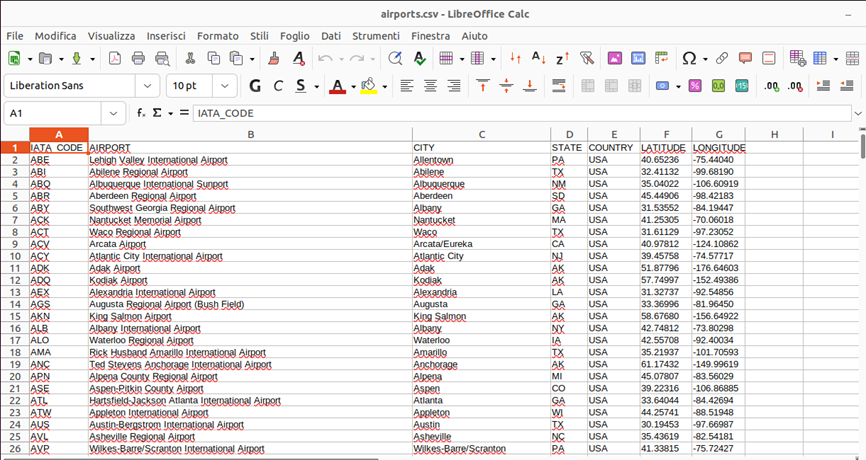 airports.csv - LibreOffice Calc
File Modifica Visualizza Inserisci Formato Stili Foglio Dati Strumenti Finestra Aiuto
Liberation Sans 10 pt G C S A
A1 IATA_CODE
A B C D E F G H I
1 IATA_CODE AIRPORT CITY STATE COUNTRY LATITUDE LONGITUDE
2 ABE Lehigh Valley International Airport Allentown PA USA 40.65236 -75.44040
3 ABI Abilene Regional Airport Abilene TX USA 32.41132 -99.68190
4 ABQ Albuquerque International Sunport Albuquerque NM USA 35.04022 -106.60919
5 ABR Aberdeen Regional Airport Aberdeen SD USA 45.44906 -98.42183
6 ABY Southwest Georgia Regional Airport Albany GA USA 31.53552 -84.19447
7 ACK Nantucket Memorial Airport Nantucket MA USA 41.25305 -70.06018
8 ACT Waco Regional Airport Waco TX USA 31.61129 -97.23052
9 ACV Arcata Airport Arcata/Eureka CA USA 40.97812 -124.10862
10 ACY Atlantic City International Airport Atlantic City NJ USA 39.45758 -74.57717
11 ADK Adak Airport Adak AK USA 51.87796 -176.64603
12 ADQ Kodiak Airport Kodiak AK USA 57.74997 -152.49386
13 AEX Alexandria International Airport Alexandria LA USA 31.32737 -92.54856
14 AGS Augusta Regional Airport (Bush Field) Augusta GA USA 33.36996 -81.96450
15 AKN King Salmon Airport King Salmon AK USA 58.67680 -156.64922
16 ALB Albany International Airport Albany NY USA 42.74812 -73.80298
17 ALO Waterloo Regional Airport Waterloo IA USA 42.55708 -92.40034
18 AMA Rick Husband Amarillo International Airport Amarillo TX USA 35.21937 -101.70593
19 ANC Ted Stevens Anchorage International Airport Anchorage AK USA 61.17432 -149.99619
20 APN Alpena County Regional Airport Alpena MI USA 45.07807 -83.56029
21 ASE Aspen-Pitkin County Airport Aspen CO USA 39.22316 -106.86885
22 ATL Hartsfield-Jackson Atlanta International Airport Atlanta GA USA 33.64044 -84.42694
23 ATW Appleton International Airport Appleton WI USA 44.25741 -88.51948
24 AUS Austin-Bergstrom International Airport Austin TX USA 30.19453 -97.66987
25 AVL Asheville Regional Airport Asheville NC USA 35.43619 -82.54181
26 AVP Wilkes-Barre/Scranton International Airport Wilkes-Barre/Scranton PA USA 41.33815 -75.72427